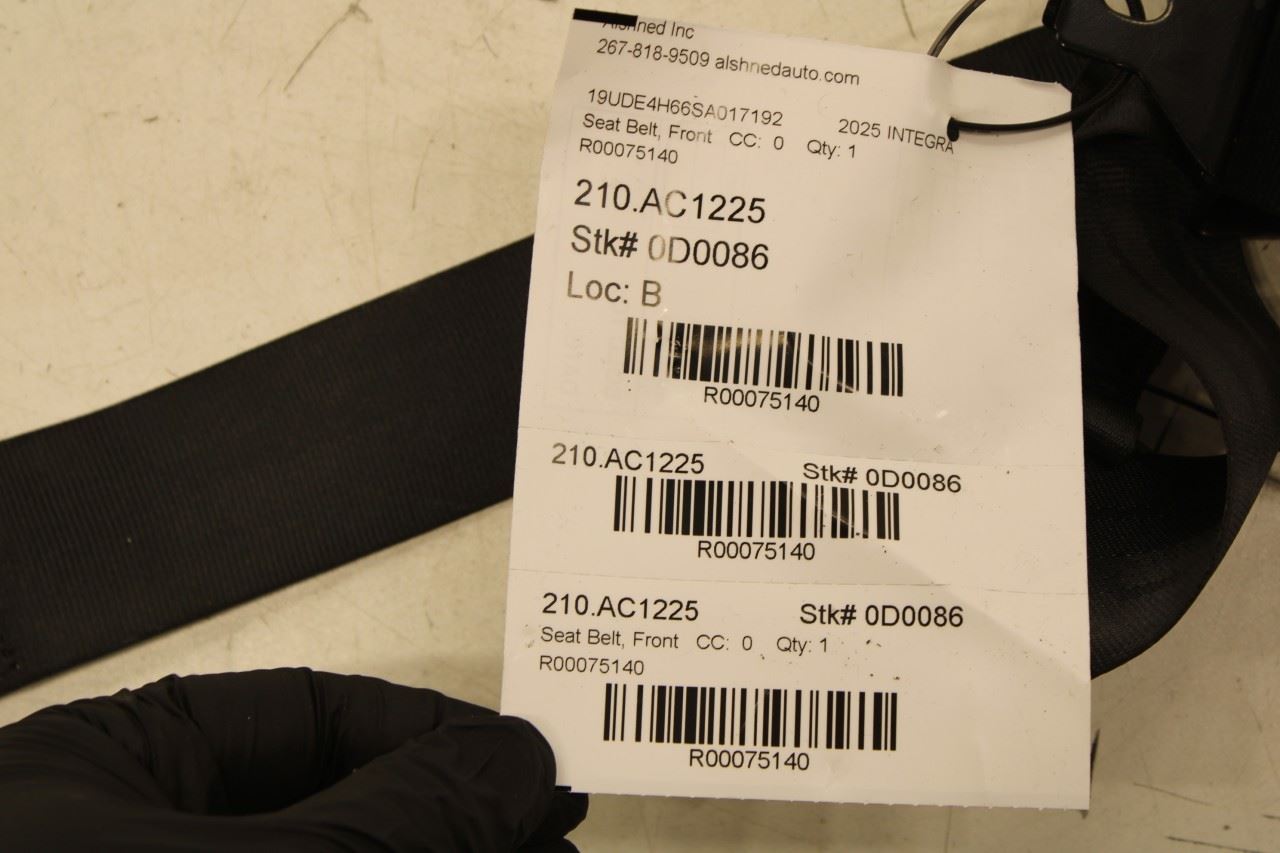 Alshned Inc
267-818-9509 alshnedauto.com
19UDE4H66SA017192 2025 INTEGRA
Seat Belt, Front CC: 0 Qty: 1
R00075140
210.AC1225
Stk# 0D0086
Loc: B
R00075140
210.AC1225 Stk# 0D0086
R00075140
210.AC1225 Stk# 0D0086
Seat Belt, Front CC: 0 Qty: 1
R00075140
R00075140